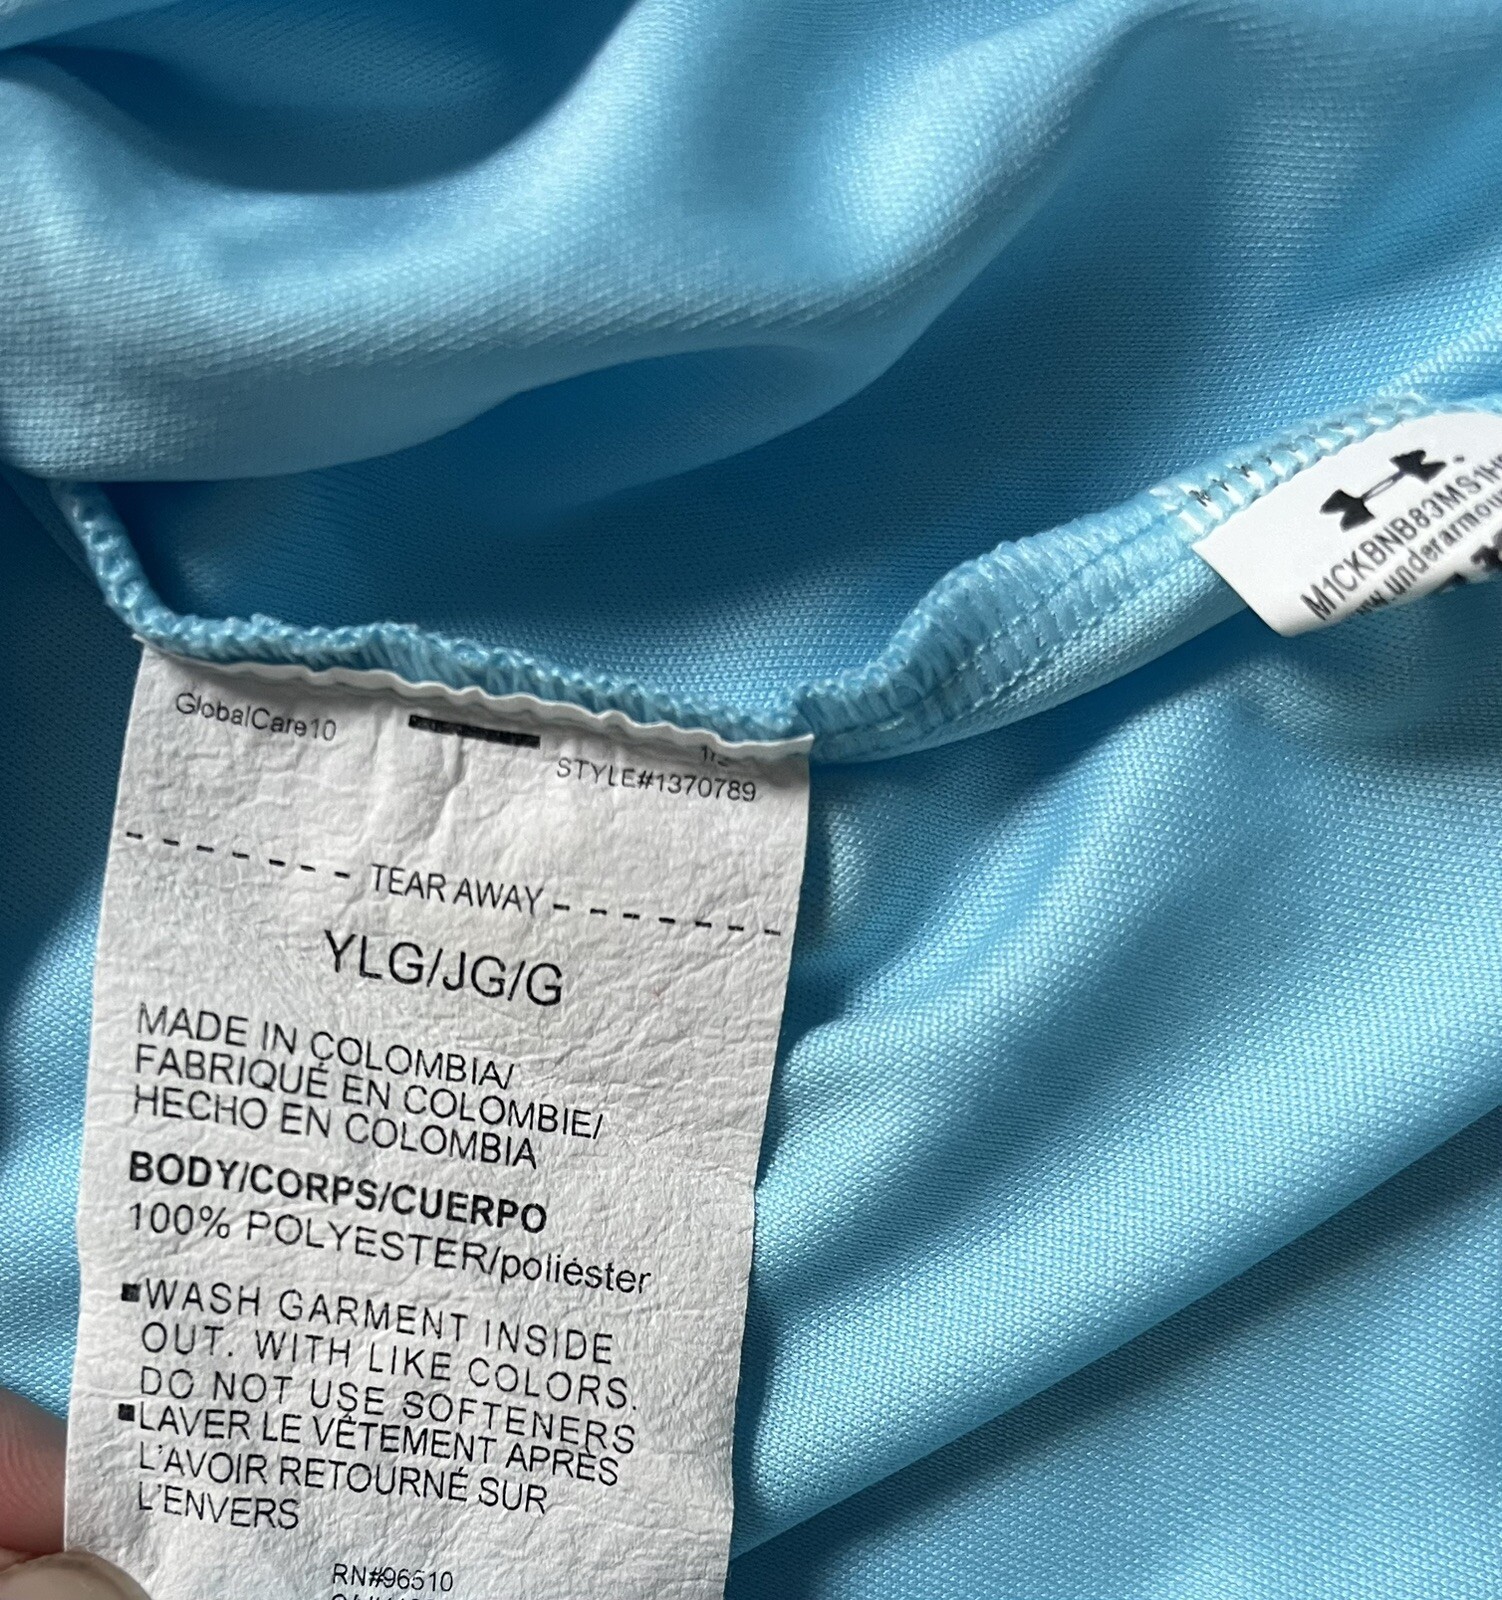 GlobalCare10
STYLE#1370789
TEAR AWAY
YLG/JG/G
MADE IN COLOMBIA/
FABRIQUÉ EN COLOMBIE/
HECHO EN COLOMBIA
BODY/CORPS/CUERPO
100% POLYESTER/poliéster
■WASH GARMENT INSIDE
OUT. WITH LIKE COLORS.
DO NOT USE SOFTENERS
■LAVER LE VÊTEMENT APRÈS
L'AVOIR RETOURNÉ SUR
L'ENVERS
RN#96510
M1CKBNB83MS1H